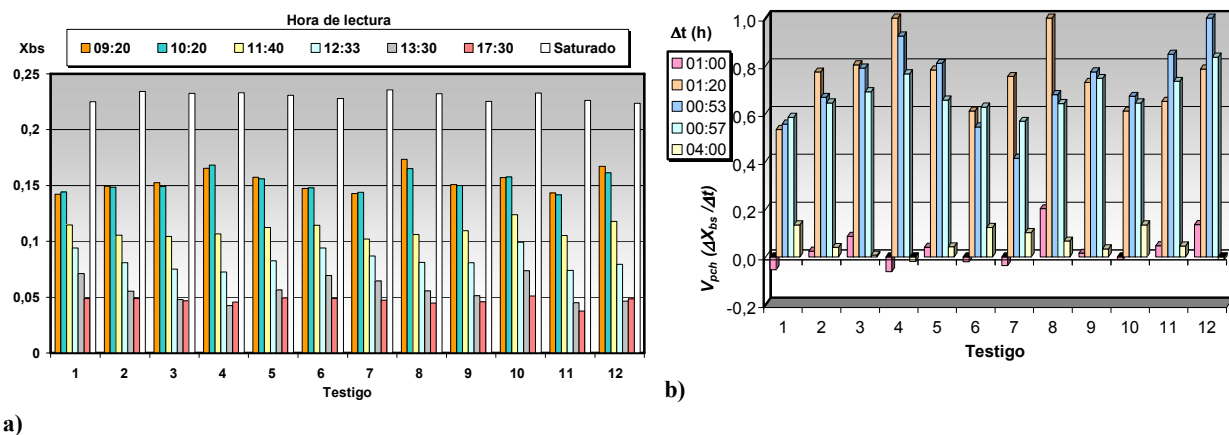 Hora de lectura
Xbs
09:20 10:20 11:40 12:33 13:30 17:30 Saturado
0,25
0,2
0,15
0,1
0,05
0
1 2 3 4 5 6 7 8 9 10 11 12
Testigo
a)
Δt (h)
01:00
01:20
00:53
00:57
04:00
V_pch (ΔX_bs /Δt)
1,0
0,8
0,6
0,4
0,2
0,0
-0,2
1 2 3 4 5 6 7 8 9 10 11 12
Testigo
b)